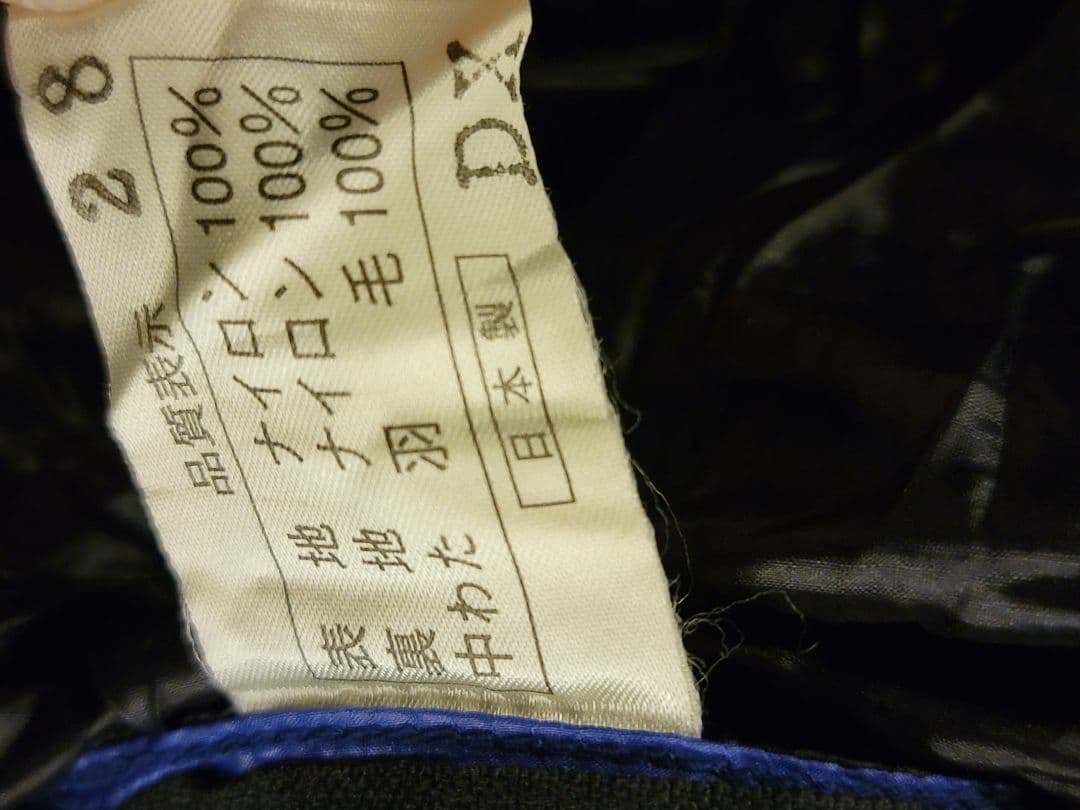 28
品質表示
表地 ナイロン 100%
裏地 ナイロン 100%
中わた 羽毛 100%
日本製
DX